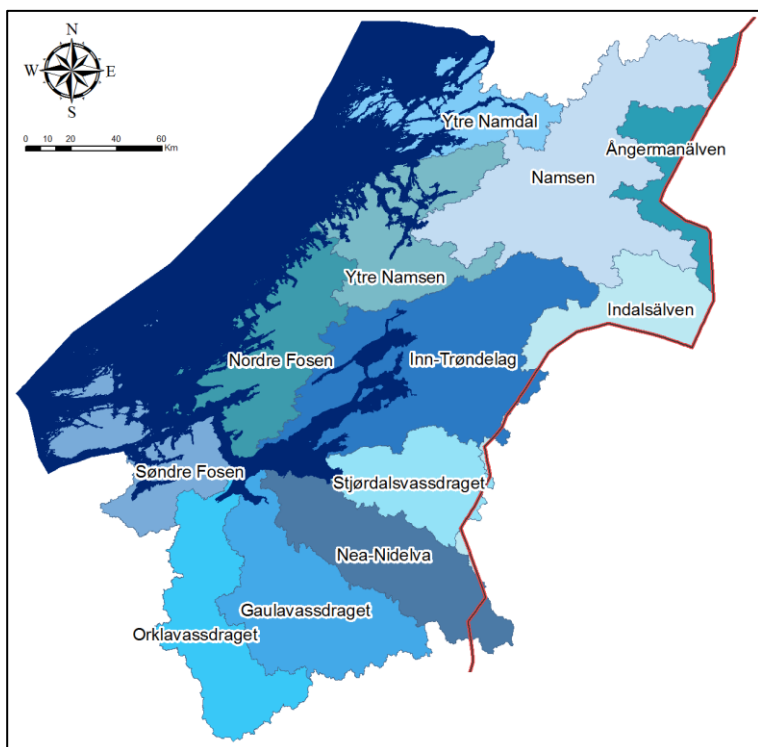 N
W E
S
0 10 20 40 60
Km
Ytre Namdal
Ångermanälven
Namsen
Ytre Namsen
Indalsälven
Nordre Fosen
Inn-Trøndelag
Søndre Fosen
Stjørdalsvassdraget
Nea-Nidelva
Gaulavassdraget
Orklavassdraget